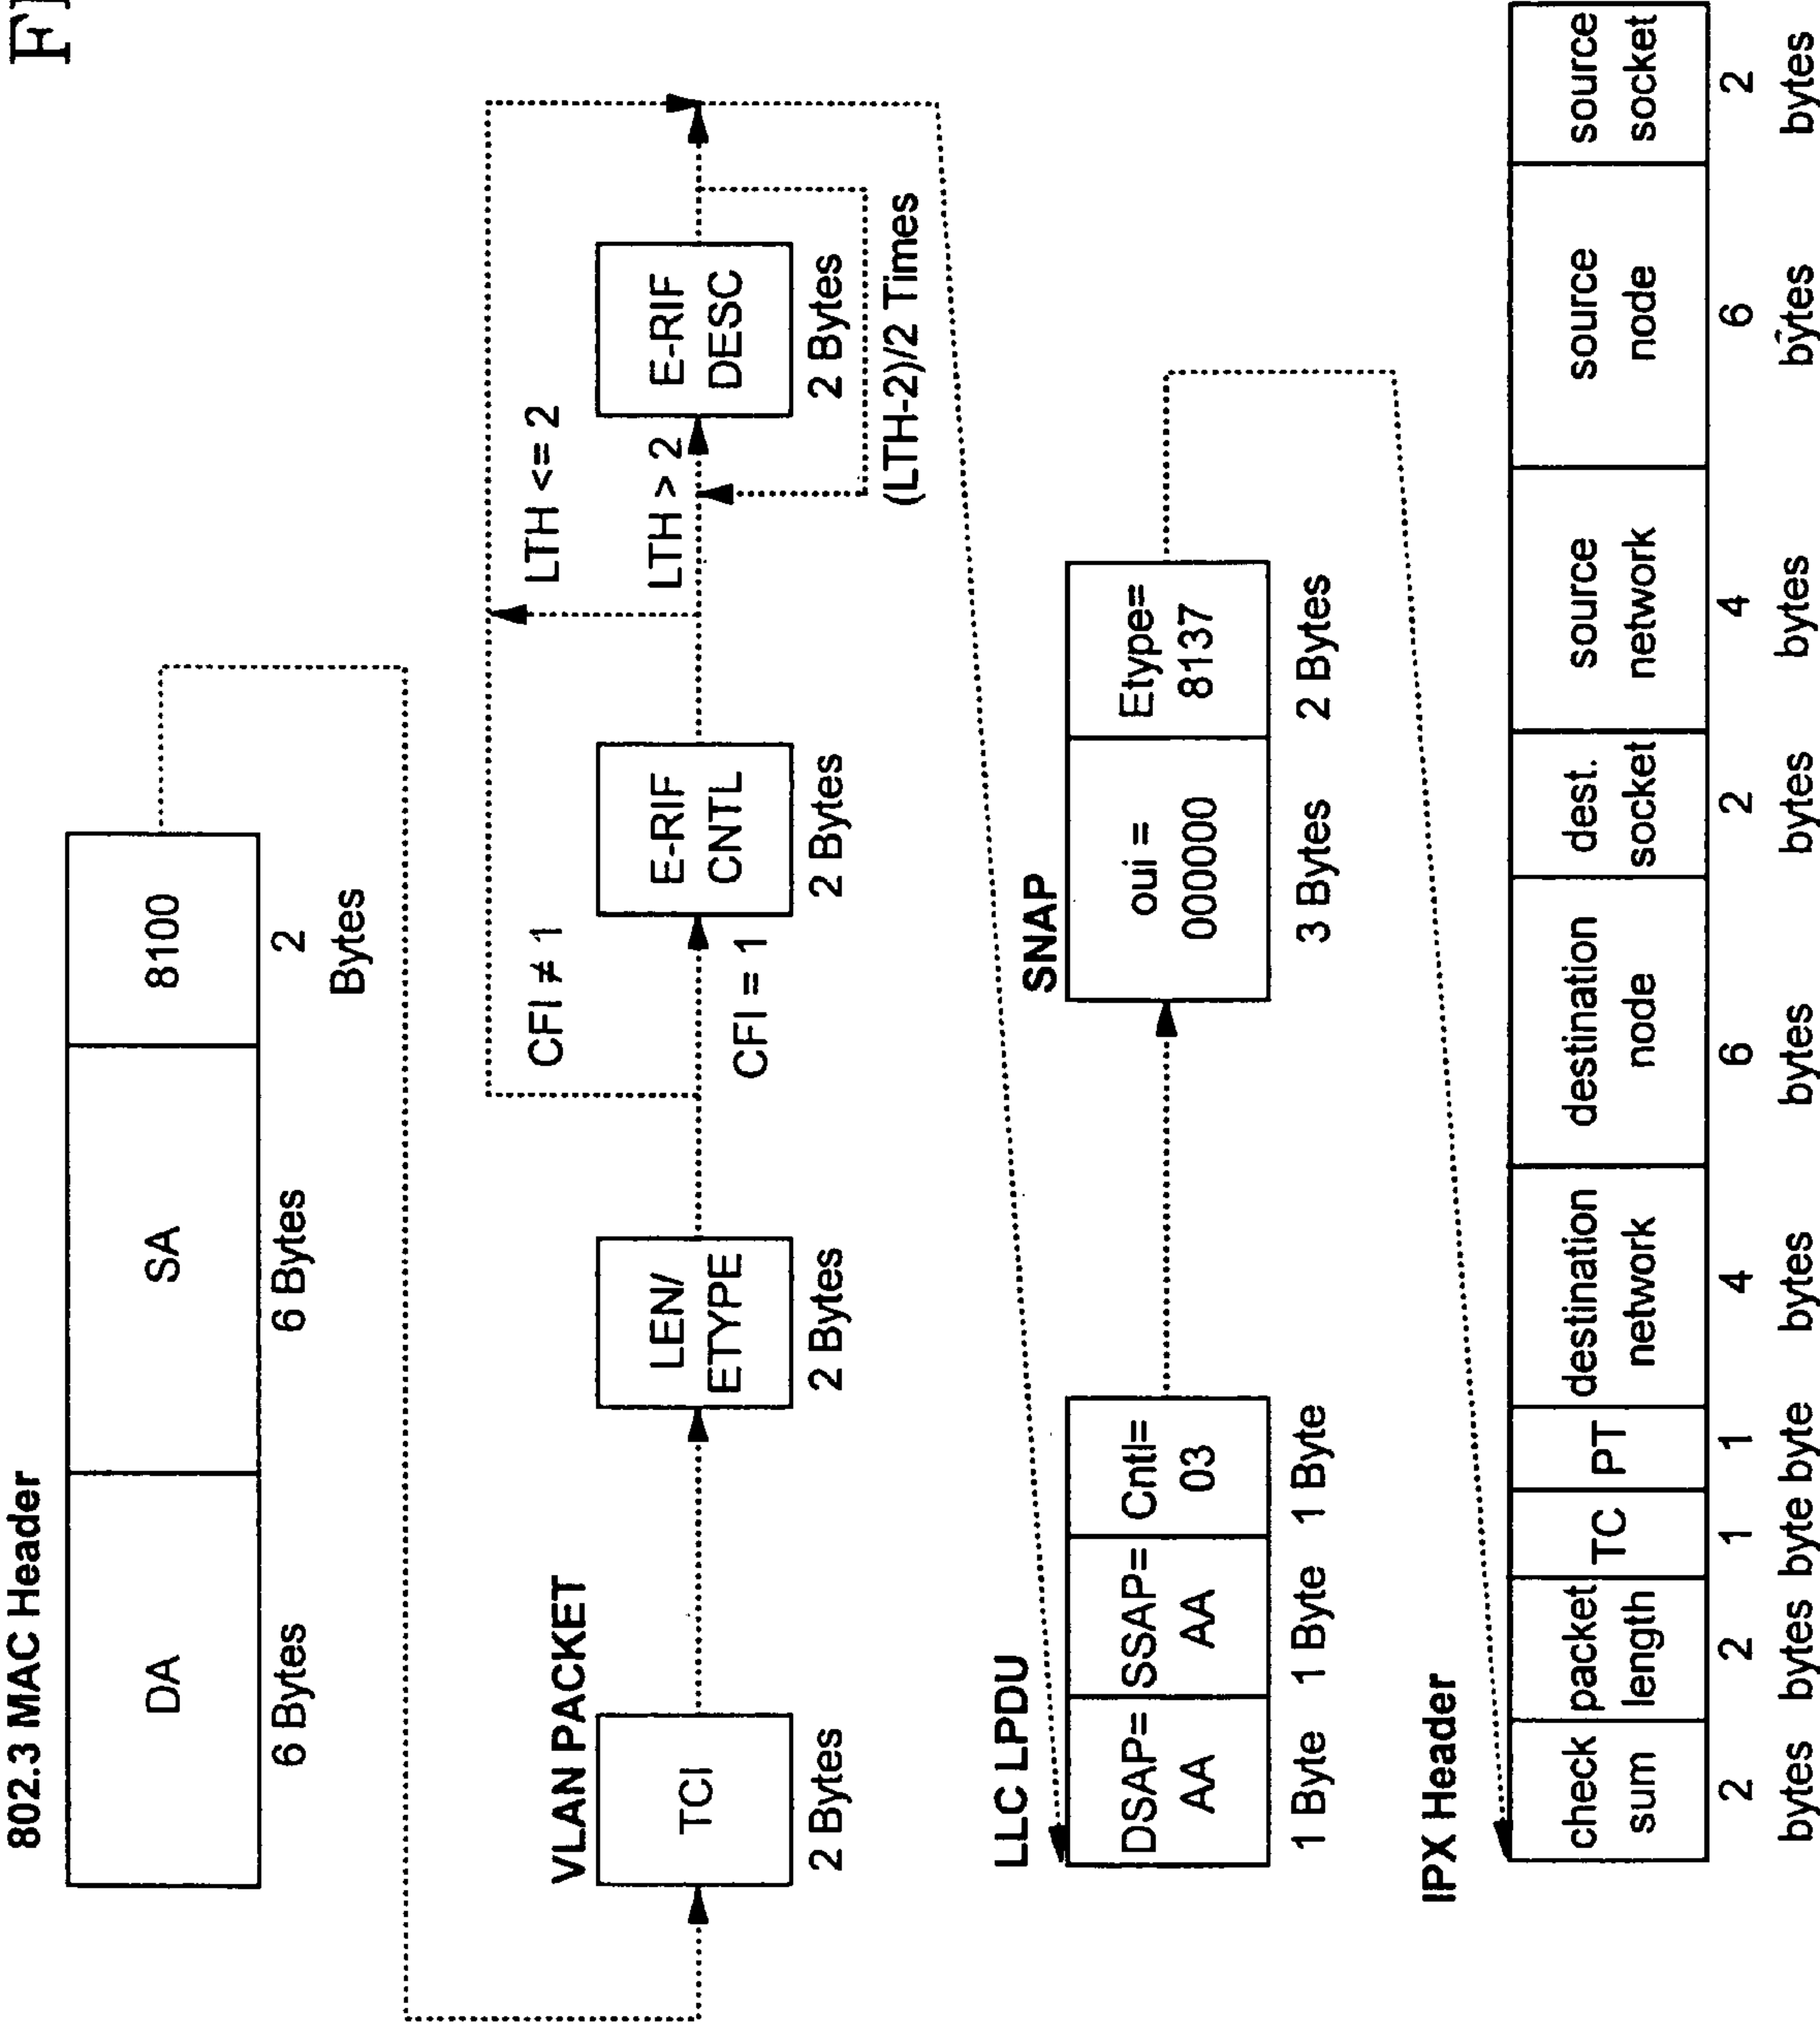 FI
802.3 MAC Header
DA
SA
8100
6 Bytes
6 Bytes
2
Bytes
VLAN PACKET
TCI
2 Bytes
LEN/
ETYPE
2 Bytes
CFI ≠ 1
CFI = 1
E-RIF
CNTL
2 Bytes
LTH <= 2
LTH > 2
E-RIF
DESC
2 Bytes
(LTH-2)/2 Times
LLC LPDU
DSAP=
AA
SSAP=
AA
Cntl=
03
1 Byte
1 Byte
1 Byte
SNAP
oui =
000000
Etype=
8137
3 Bytes
2 Bytes
IPX Header
check
sum
packet
length
TC
PT
destination
network
destination
node
dest.
socket
source
network
source
node
source
socket
2
bytes
2
bytes
1
byte
1
byte
4
bytes
6
bytes
2
bytes
4
bytes
6
bytes
2
bytes